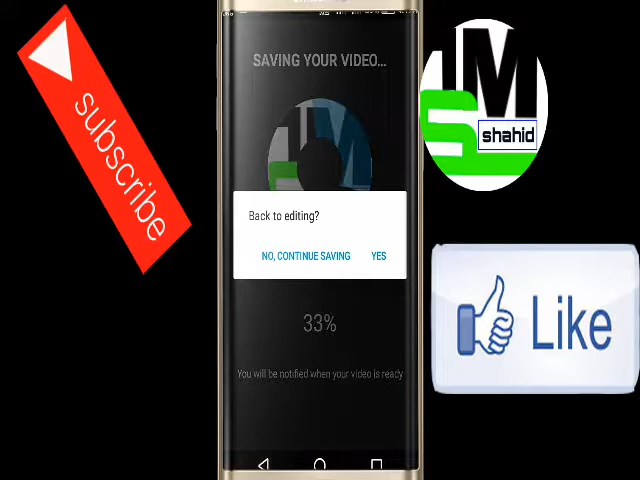 subscribe
SAVING YOUR VIDEO...
Back to editing?
NO, CONTINUE SAVING YES
33%
You will be notified when your video is ready
M
S
shahid
Like